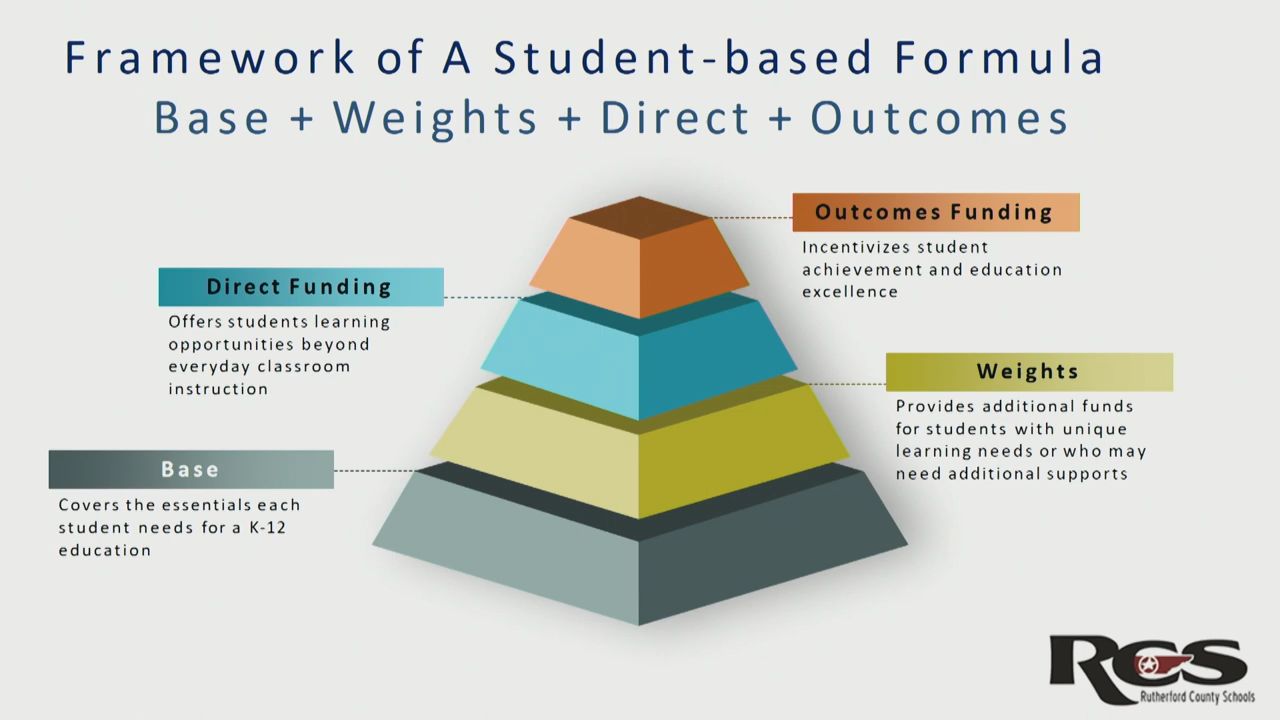 Framework of A Student-based Formula
Base + Weights + Direct + Outcomes
Outcomes Funding
Incentivizes student
achievement and education
excellence
Direct Funding
Offers students learning
opportunities beyond
everyday classroom
instruction
Weights
Provides additional funds
for students with unique
learning needs or who may
need additional supports
Base
Covers the essentials each
student needs for a K-12
education
RCS
Rutherford County Schools